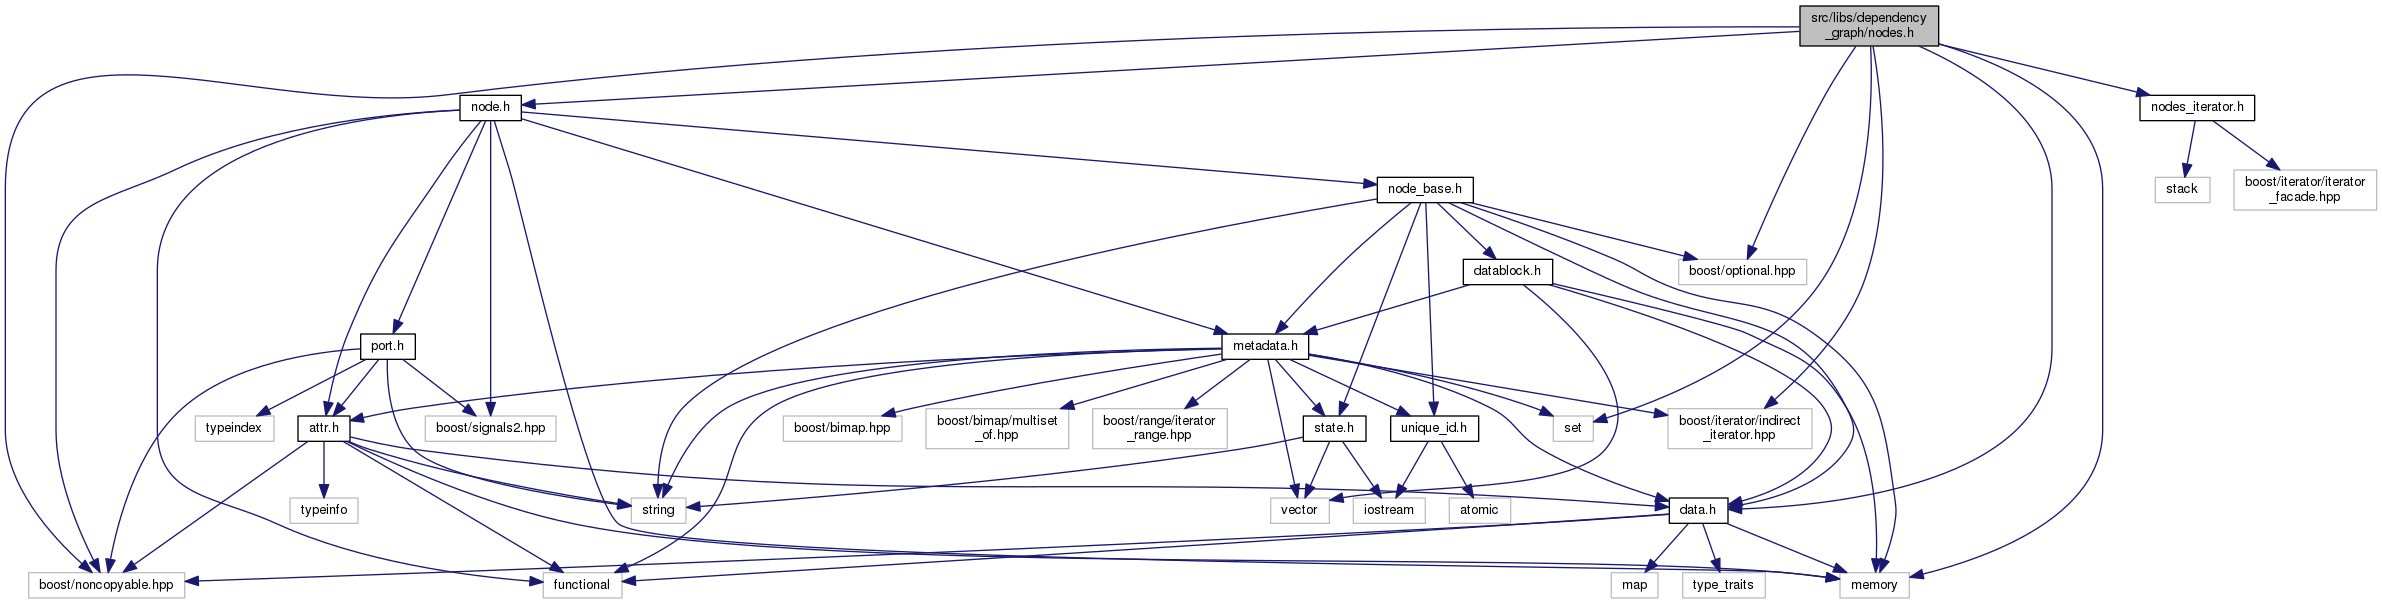 src/libs/dependency
_graph/nodes.h
node.h
nodes_iterator.h
node_base.h
stack
boost/iterator/iterator
_facade.hpp
datablock.h
boost/optional.hpp
port.h
metadata.h
typeindex
attr.h
boost/signals2.hpp
boost/bimap.hpp
boost/bimap/multiset
_of.hpp
boost/range/iterator
_range.hpp
state.h
unique_id.h
set
boost/iterator/indirect
_iterator.hpp
typeinfo
string
vector
iostream
atomic
data.h
boost/noncopyable.hpp
functional
map
type_traits
memory